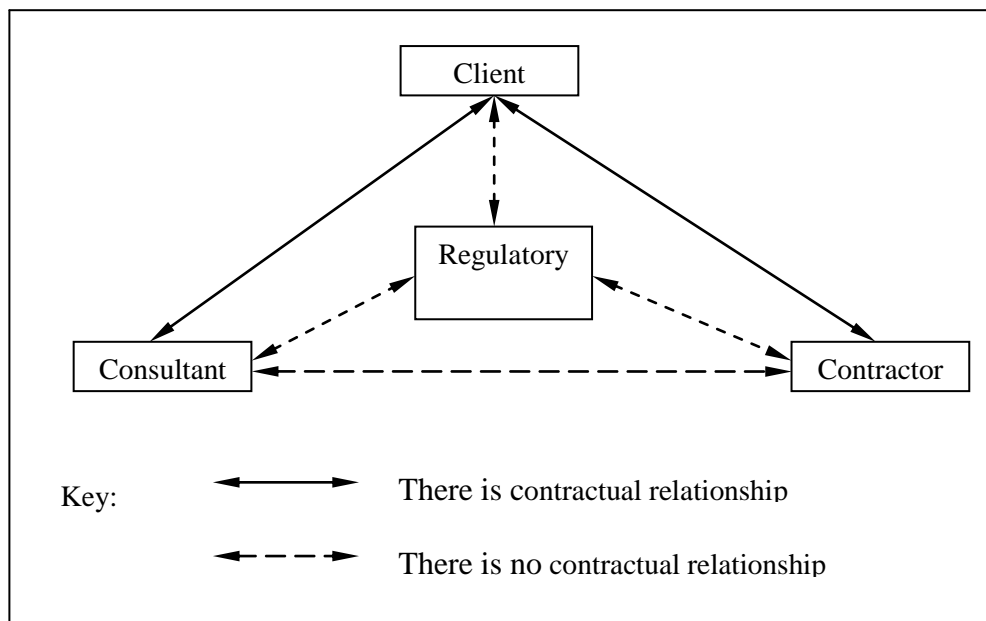 Client
Regulatory
Consultant
Contractor
Key:
There is contractual relationship
There is no contractual relationship